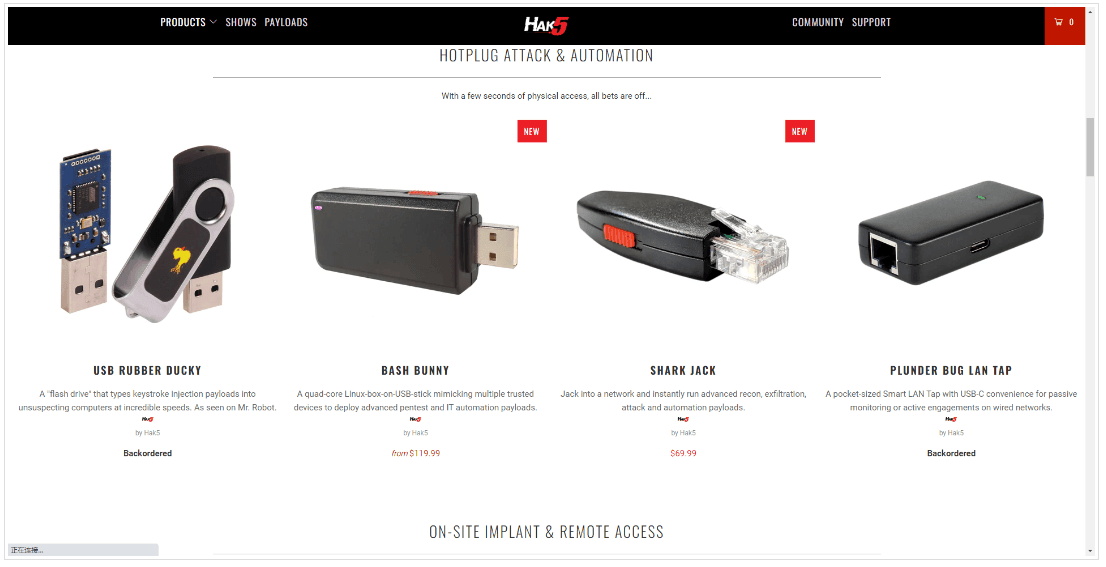 PRODUCTS SHOWS PAYLOADS HAK5 COMMUNITY SUPPORT 0
HOTPLUG ATTACK & AUTOMATION
With a few seconds of physical access, all bets are off...
NEW NEW
USB RUBBER DUCKY
A "flash drive" that types keystroke injection payloads into
unsuspecting computers at incredible speeds. As seen on Mr. Robot.
HAK5
by Hak5
Backordered
BASH BUNNY
A quad-core Linux-box-on-USB-stick mimicking multiple trusted
devices to deploy advanced pentest and IT automation payloads.
HAK5
by Hak5
from $119.99
SHARK JACK
Jack into a network and instantly run advanced recon, exfiltration,
attack and automation payloads.
HAK5
by Hak5
$69.99
PLUNDER BUG LAN TAP
A pocket-sized Smart LAN Tap with USB-C convenience for passive
monitoring or active engagements on wired networks.
HAK5
by Hak5
Backordered
ON-SITE IMPLANT & REMOTE ACCESS
正在连接...